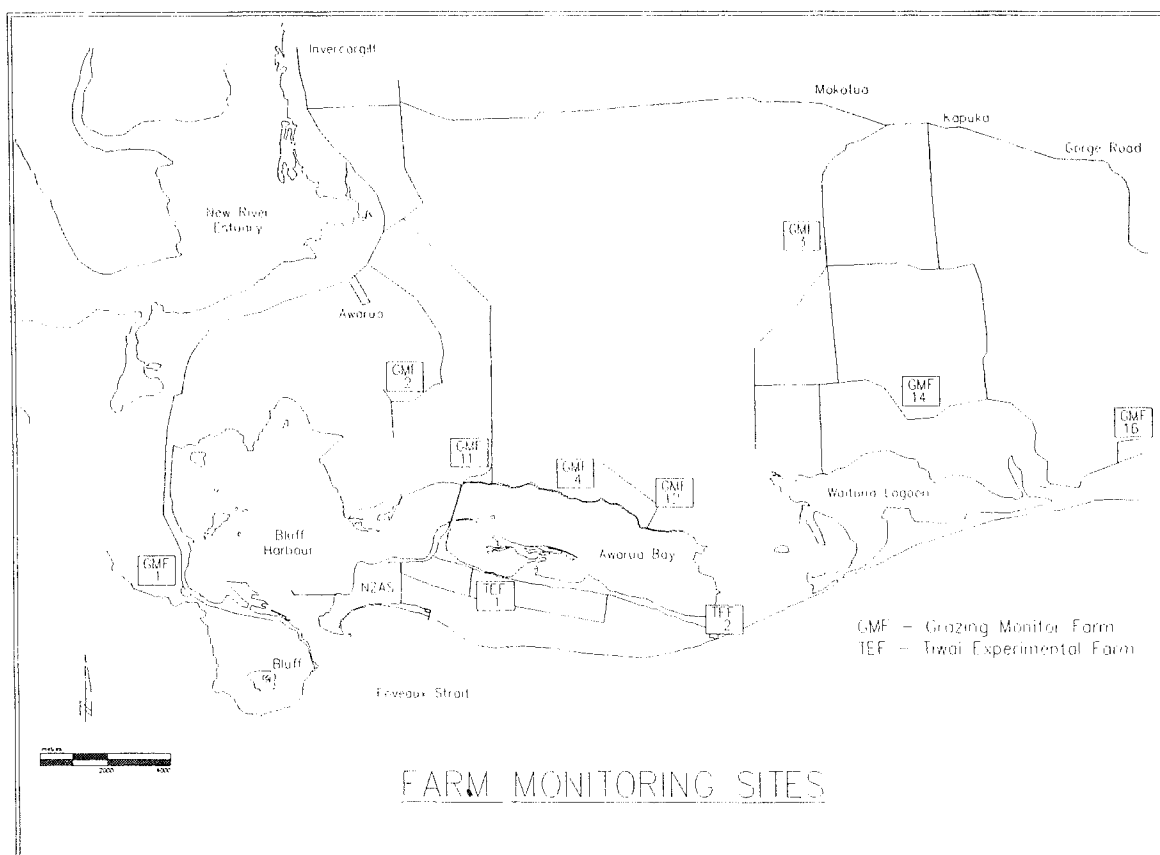 Invercargill
Mokotua
Kapuka
Gorge Road
New River
Estuary
GMF
3
Awarua
GMF
2
GMF
14
GMF
16
GMF
11
GMF
4
GMF
12
Waituna Lagoon
Bluff
Harbour
Awarua Bay
GMF
1
NZAS
TEF
1
TEF
2
GMF – Grazing Monitor Farm
TEF – Tiwai Experimental Farm
Bluff
Foveaux Strait
N
metres
2000
4000
FARM MONITORING SITES